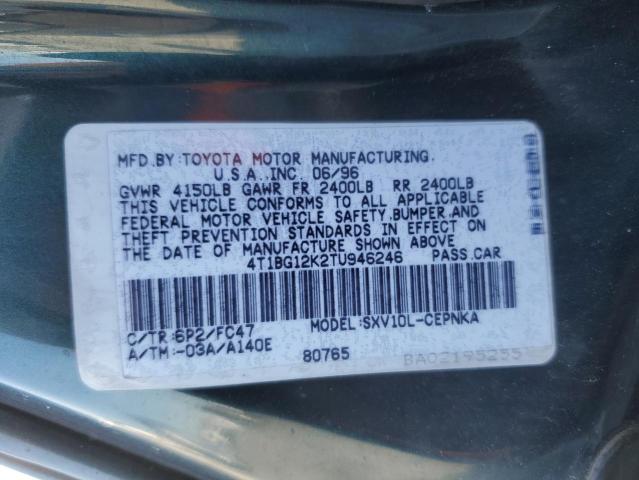 MFD.BY:TOYOTA MOTOR MANUFACTURING.
U.S.A.,INC. 06/96
GVWR 4150LB GAWR FR 2400LB RR 2400LB
THIS VEHICLE CONFORMS TO ALL APPLICABLE
FEDERAL MOTOR VEHICLE SAFETY,BUMPER,AND
THEFT PREVENTION STANDARDS IN EFFECT ON
THE DATE OF MANUFACTURE SHOWN ABOVE
4T1BG12K2TU946246 PASS.CAR
C/TR:6P2/FC47 MODEL:SXV10L-CEPNKA
A/TM:-03A/A140E 80765 BA02195255